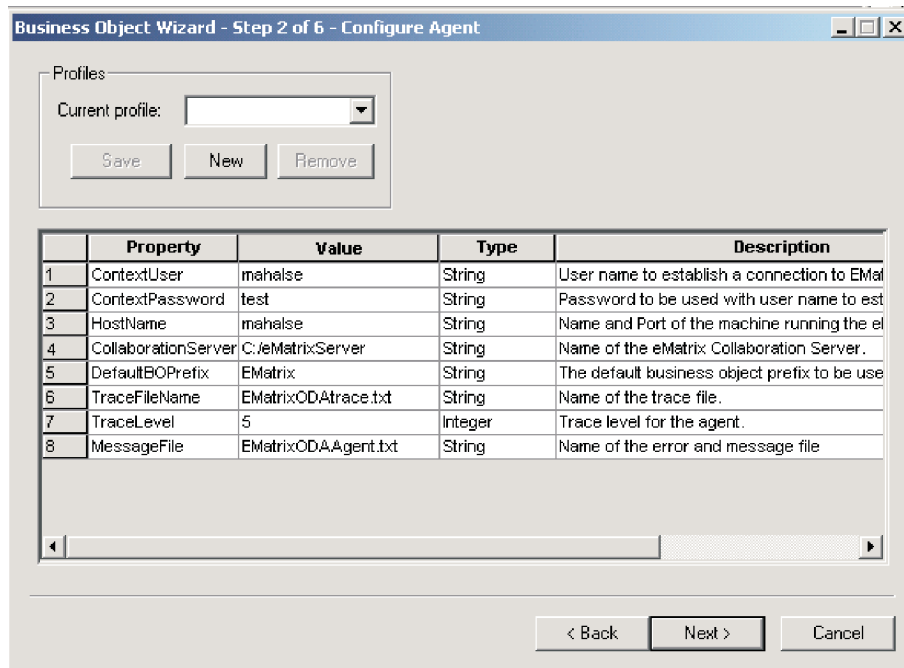 Business Object Wizard - Step 2 of 6 - Configure Agent
Profiles
Current profile:
Save New Remove
Property Value Type Description
1 ContextUser mahalse String User name to establish a connection to EMat
2 ContextPassword test String Password to be used with user name to est
3 HostName mahalse String Name and Port of the machine running the el
4 CollaborationServer C:/eMatrixServer String Name of the eMatrix Collaboration Server.
5 DefaultBOPrefix EMatrix String The default business object prefix to be use
6 TraceFileName EMatrixODAtrace.txt String Name of the trace file.
7 TraceLevel 5 Integer Trace level for the agent.
8 MessageFile EMatrixODAAgent.txt String Name of the error and message file
< Back Next > Cancel